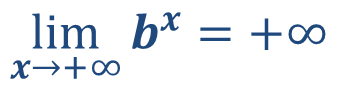 lim b^x = +∞
x→+∞